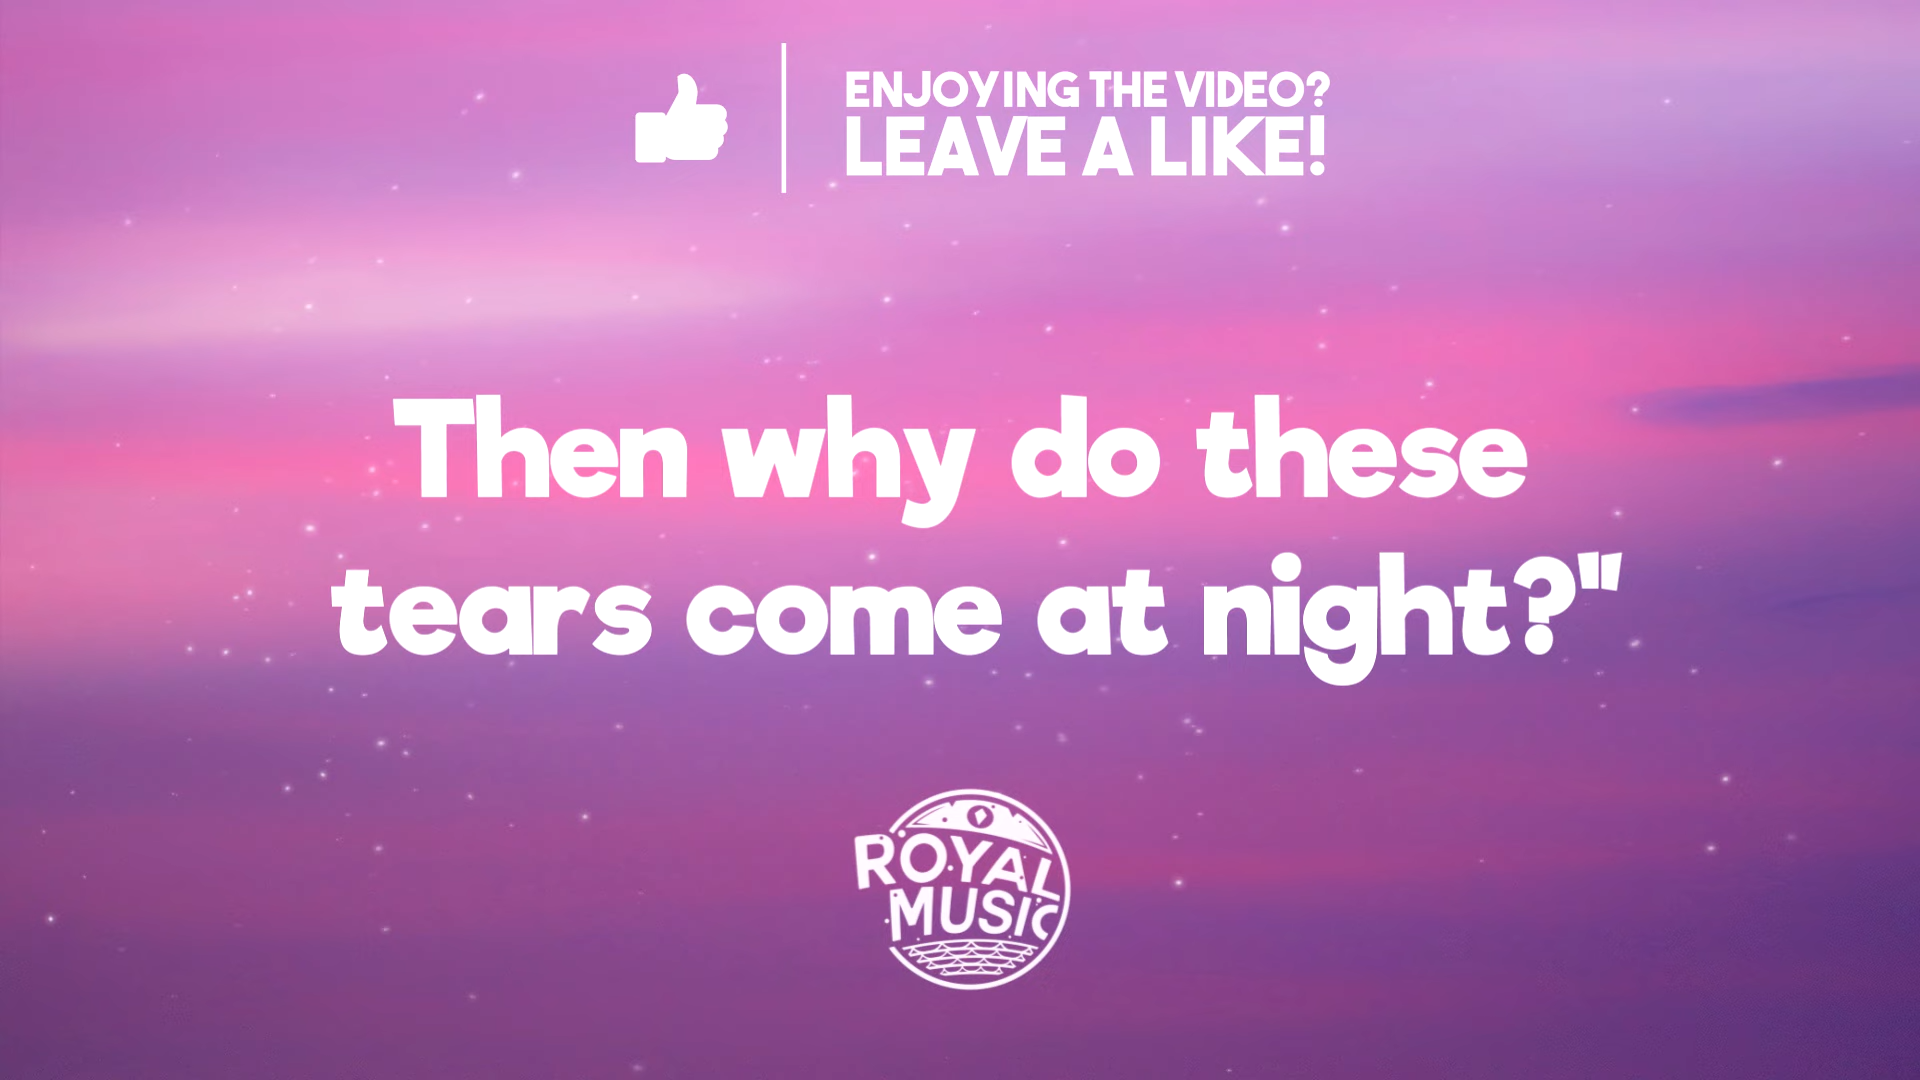 ENJOYING THE VIDEO?
LEAVE A LIKE!
Then why do these
tears come at night?"
ROYAL
MUSIC